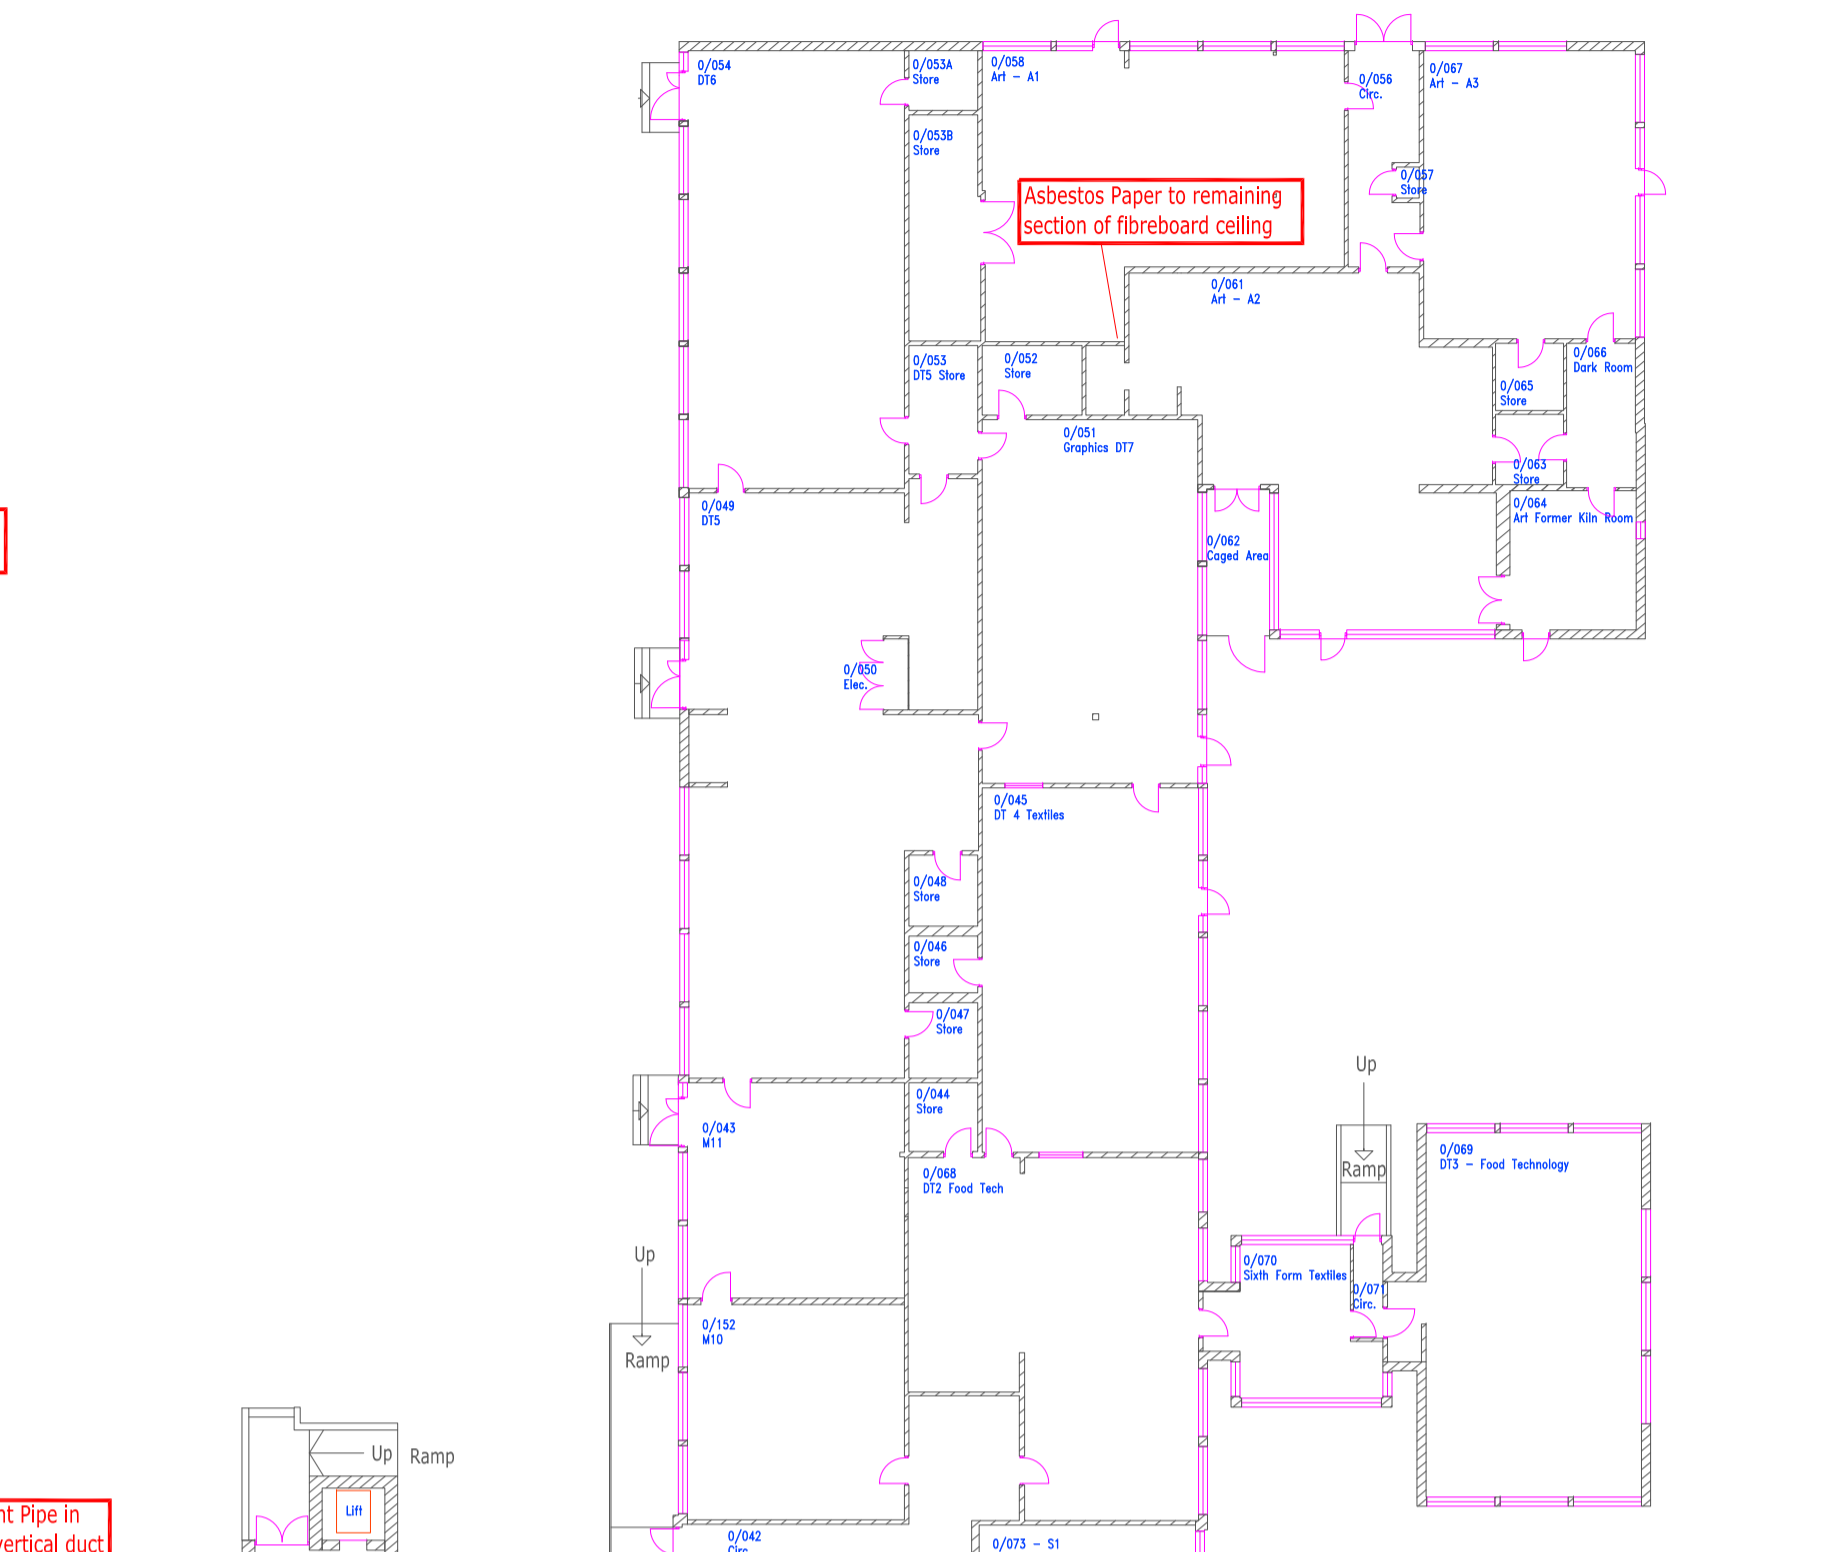 0/054
DT6
0/053A
Store
0/058
Art - A1
0/056
Circ.
0/067
Art - A3
0/053B
Store
0/057
Store
Asbestos Paper to remaining
section of fibreboard ceiling
0/061
Art - A2
0/053
DT5 Store
0/052
Store
0/066
Dark Room
0/065
Store
0/051
Graphics DT7
0/063
Store
0/049
DT5
0/064
Art Former Kiln Room
0/062
Caged Area
0/050
Elec.
0/045
DT 4 Textiles
0/048
Store
0/046
Store
0/047
Store
Up
0/044
Store
0/043
M11
0/069
DT3 - Food Technology
Ramp
0/068
DT2 Food Tech
Up
0/070
Sixth Form Textiles
0/071
Circ.
0/152
M10
Ramp
Up
Ramp
Lift
Pipe in
vertical duct
0/042
Circ
0/073 - S1